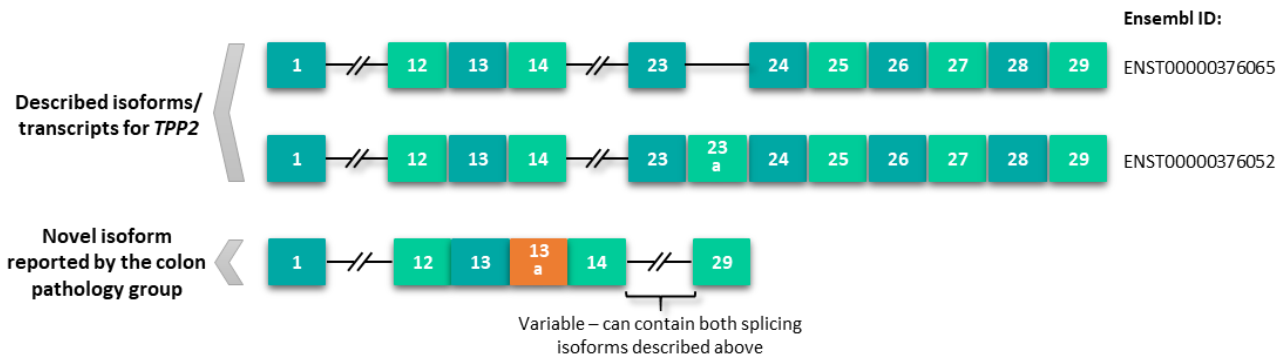 Ensembl ID:
1 12 13 14 23 24 25 26 27 28 29 ENST00000376065
Described isoforms/
transcripts for TPP2
1 12 13 14 23 23 a 24 25 26 27 28 29 ENST00000376052
Novel isoform
reported by the colon
pathology group
1 12 13 13 a 14 29
Variable – can contain both splicing
isoforms described above